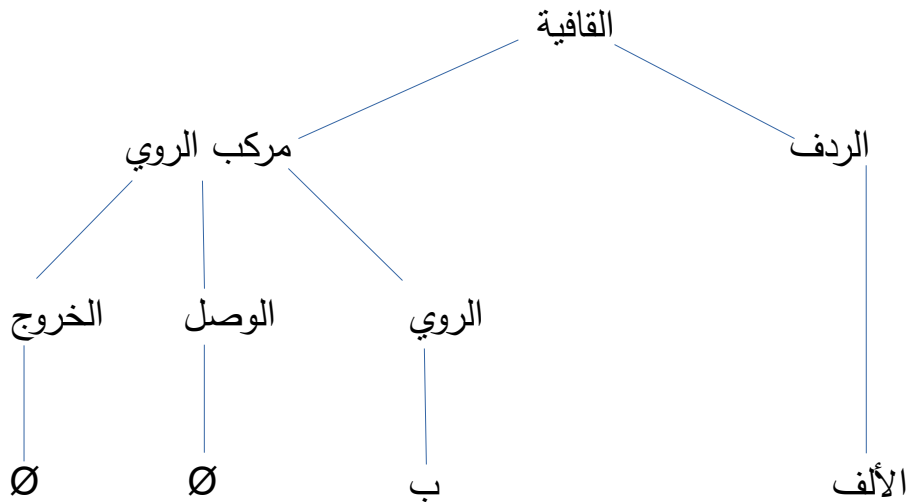 القافية
الردف
مركب الروي
الروي
الوصل
الخروج
الألف
ب
Ø
Ø